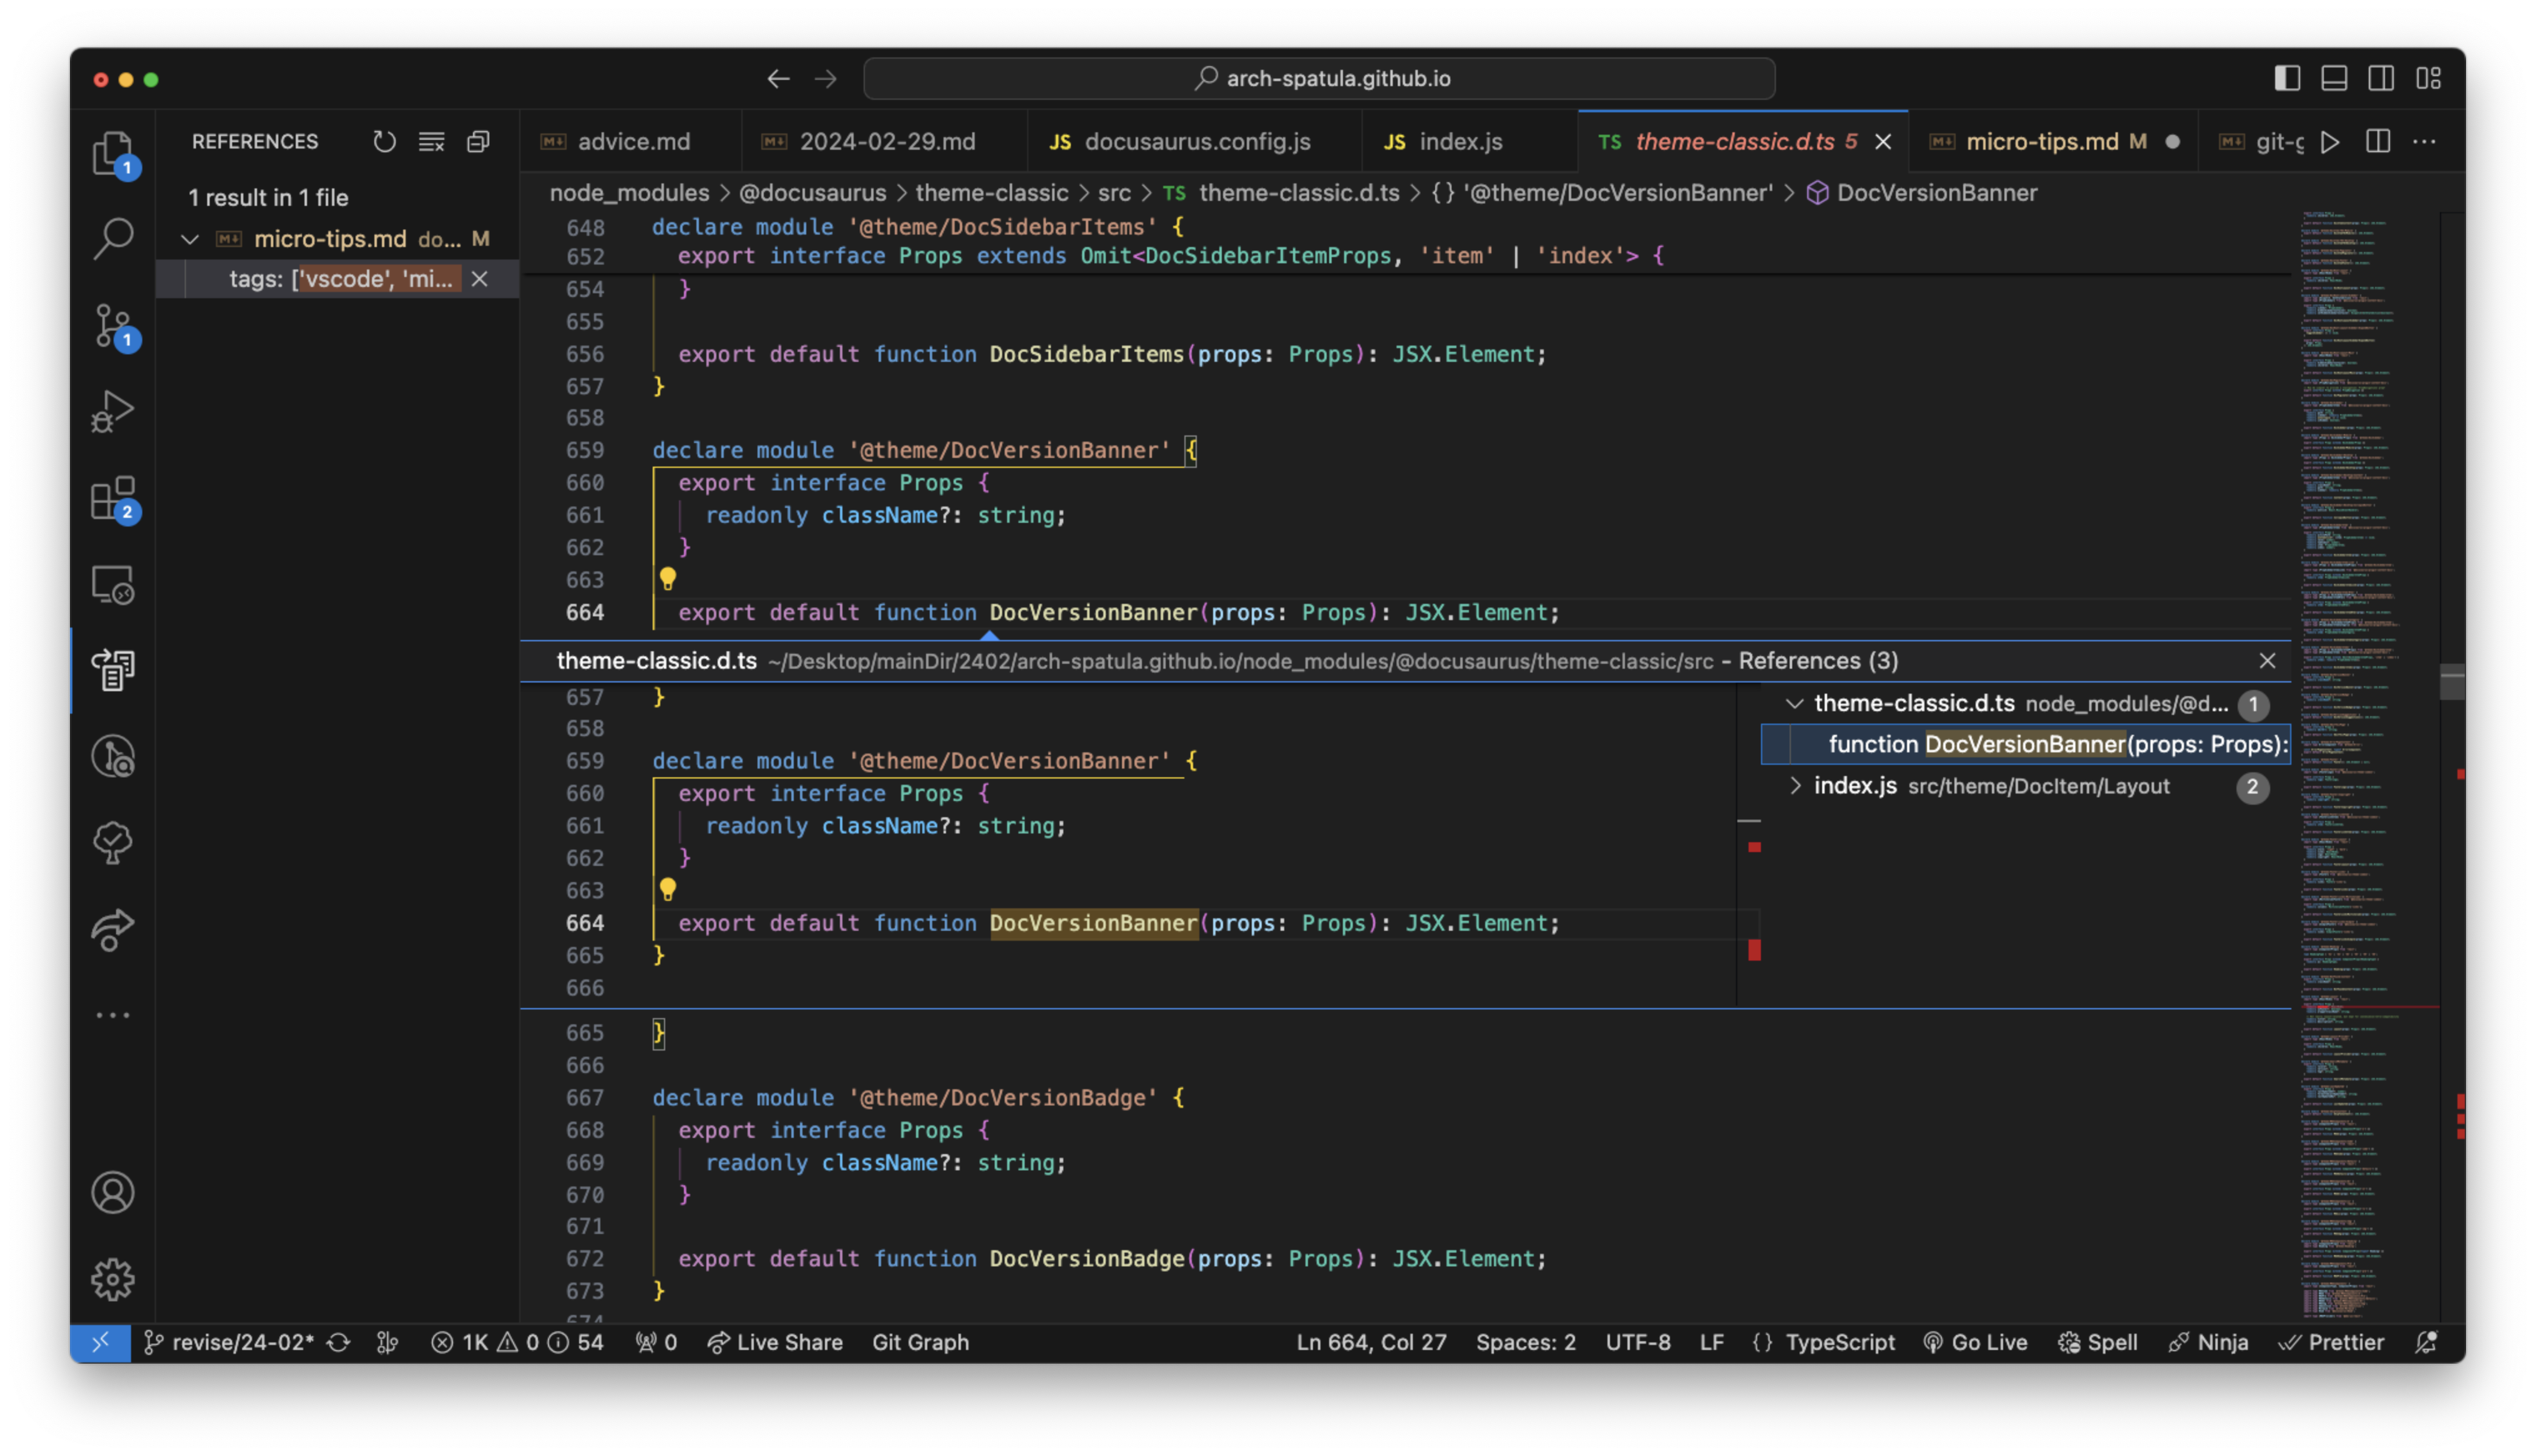 arch-spatula.github.io
REFERENCES
1 result in 1 file
micro-tips.md do... M
tags: ['vscode', 'mi...
advice.md
2024-02-29.md
JS docusaurus.config.js
JS index.js
TS theme-classic.d.ts 5
micro-tips.md M
git-g
node_modules > @docusaurus > theme-classic > src > TS theme-classic.d.ts > {} '@theme/DocVersionBanner' > DocVersionBanner
648 declare module '@theme/DocSidebarItems' {
652 export interface Props extends Omit<DocSidebarItemProps, 'item' | 'index'> {
654 }
655
656 export default function DocSidebarItems(props: Props): JSX.Element;
657 }
658
659 declare module '@theme/DocVersionBanner' {
660 export interface Props {
661 readonly className?: string;
662 }
663
664 export default function DocVersionBanner(props: Props): JSX.Element;
theme-classic.d.ts ~/Desktop/mainDir/2402/arch-spatula.github.io/node_modules/@docusaurus/theme-classic/src - References (3)
657 }
658
659 declare module '@theme/DocVersionBanner' {
660 export interface Props {
661 readonly className?: string;
662 }
663
664 export default function DocVersionBanner(props: Props): JSX.Element;
665 }
666
theme-classic.d.ts node_modules/@d... 1
function DocVersionBanner(props: Props):
index.js src/theme/DocItem/Layout 2
665 }
666
667 declare module '@theme/DocVersionBadge' {
668 export interface Props {
669 readonly className?: string;
670 }
671
672 export default function DocVersionBadge(props: Props): JSX.Element;
673 }
674
1
1
2
revise/24-02* 1K 0 54 0 Live Share Git Graph Ln 664, Col 27 Spaces: 2 UTF-8 LF {} TypeScript Go Live Spell Ninja Prettier